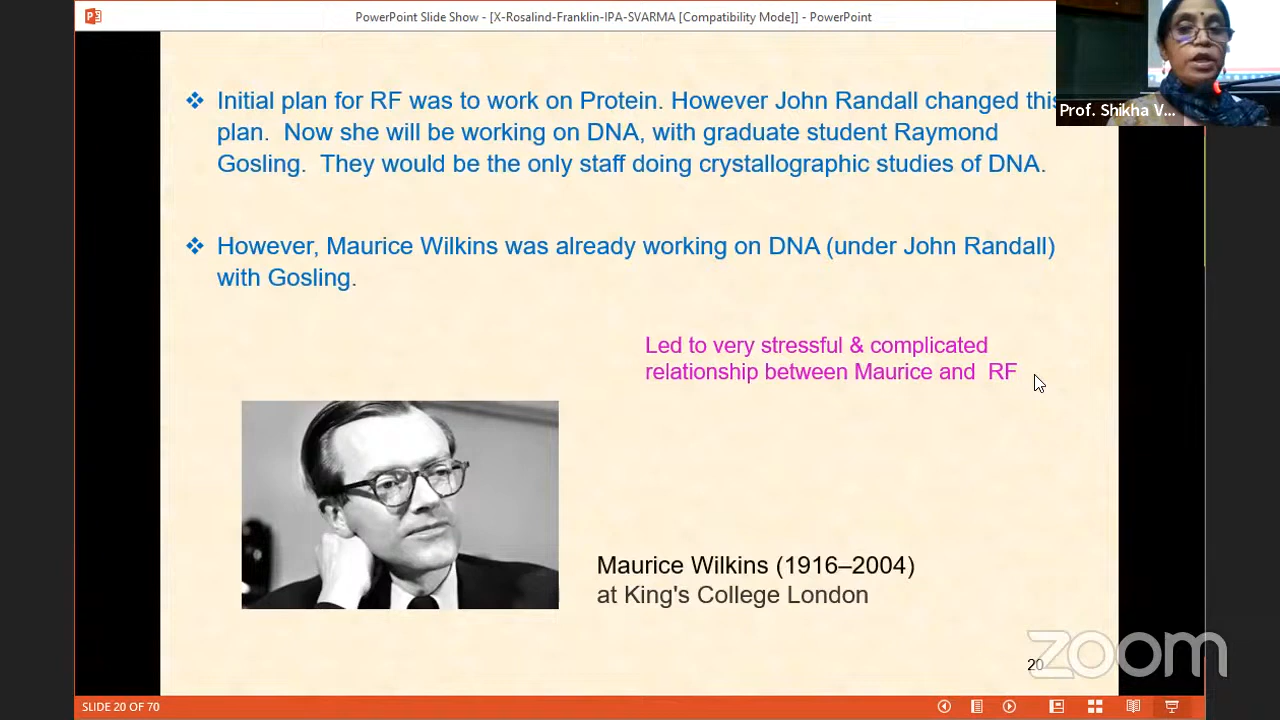 PowerPoint Slide Show - [X-Rosalind-Franklin-IPA-SVARMA [Compatibility Mode]] - PowerPoint
Prof. Shikha V...
❖ Initial plan for RF was to work on Protein. However John Randall changed this
plan. Now she will be working on DNA, with graduate student Raymond
Gosling. They would be the only staff doing crystallographic studies of DNA.
❖ However, Maurice Wilkins was already working on DNA (under John Randall)
with Gosling.
Led to very stressful & complicated
relationship between Maurice and RF
Maurice Wilkins (1916–2004)
at King's College London
20
zoom
SLIDE 20 OF 70